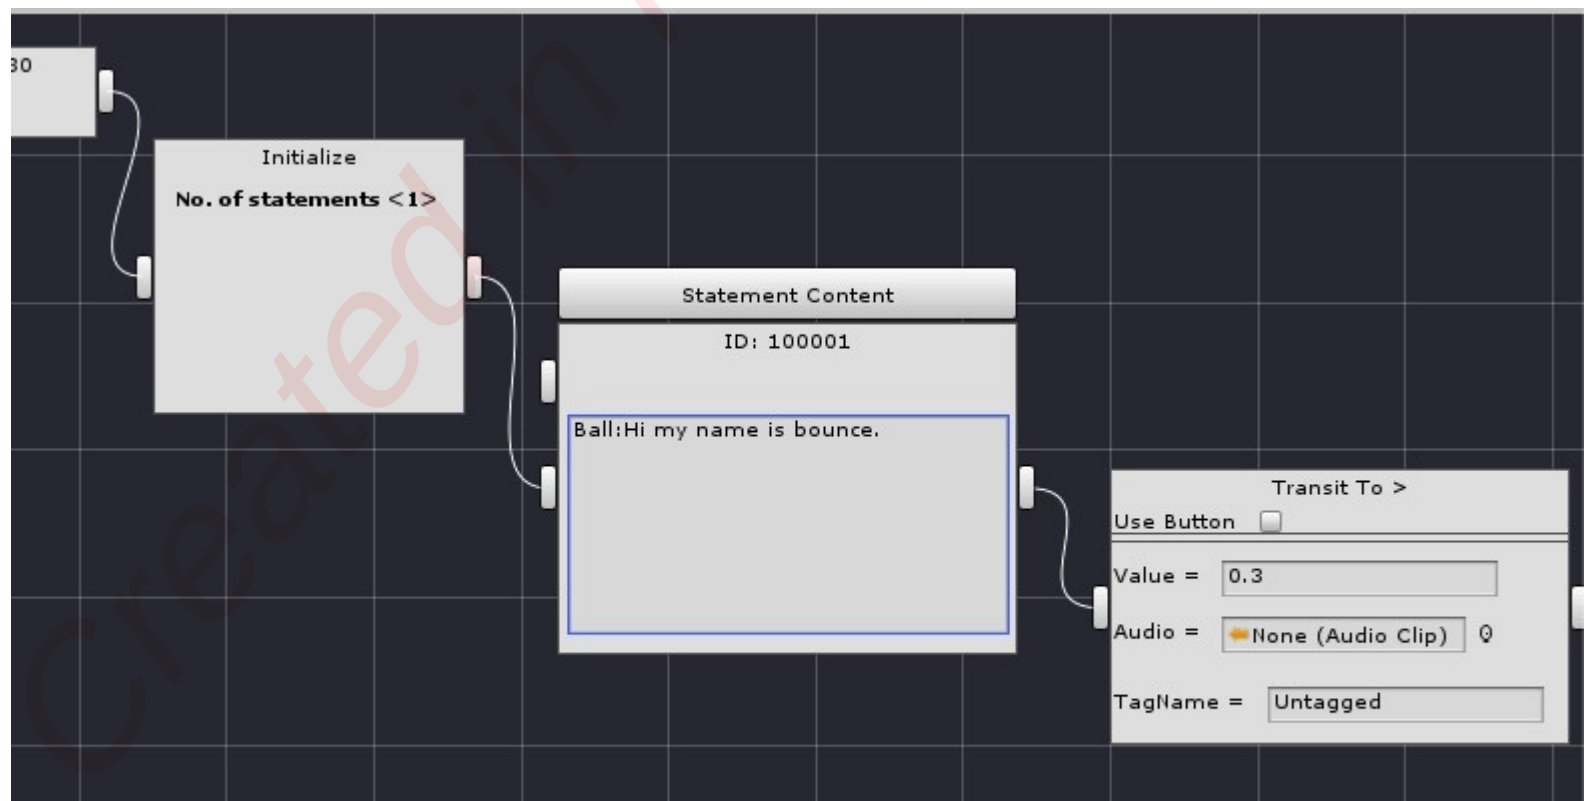 30
Initialize
No. of statements <1>
Statement Content
ID: 100001
Ball:Hi my name is bounce.
Transit To >
Use Button
Value = 0.3
Audio = None (Audio Clip)
TagName = Untagged
Created in